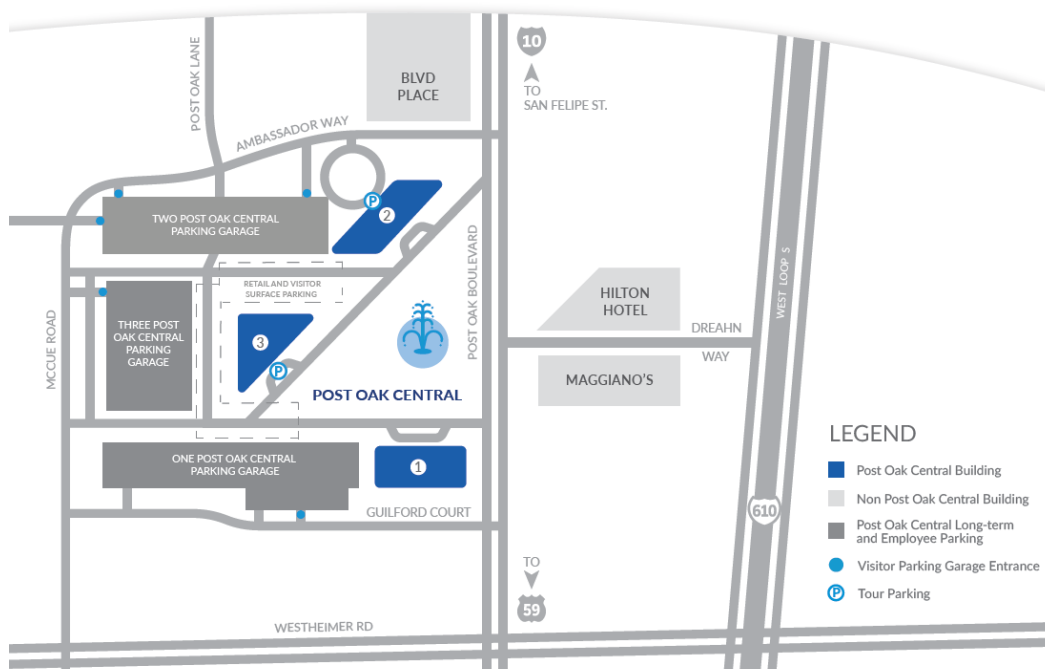 POST OAK LANE
BLVD
PLACE
10
TO
SAN FELIPE ST.
AMBASSADOR WAY
TWO POST OAK CENTRAL
PARKING GARAGE
P
2
RETAIL AND VISITOR
SURFACE PARKING
POST OAK BOULEVARD
WEST LOOP S
MCCUE ROAD
THREE POST
OAK CENTRAL
PARKING
GARAGE
3
P
HILTON
HOTEL
DREAHN
WAY
MAGGIANO'S
POST OAK CENTRAL
ONE POST OAK CENTRAL
PARKING GARAGE
1
GUILFORD COURT
610
TO
59
WESTHEIMER RD
LEGEND
Post Oak Central Building
Non Post Oak Central Building
Post Oak Central Long-term
and Employee Parking
Visitor Parking Garage Entrance
P Tour Parking